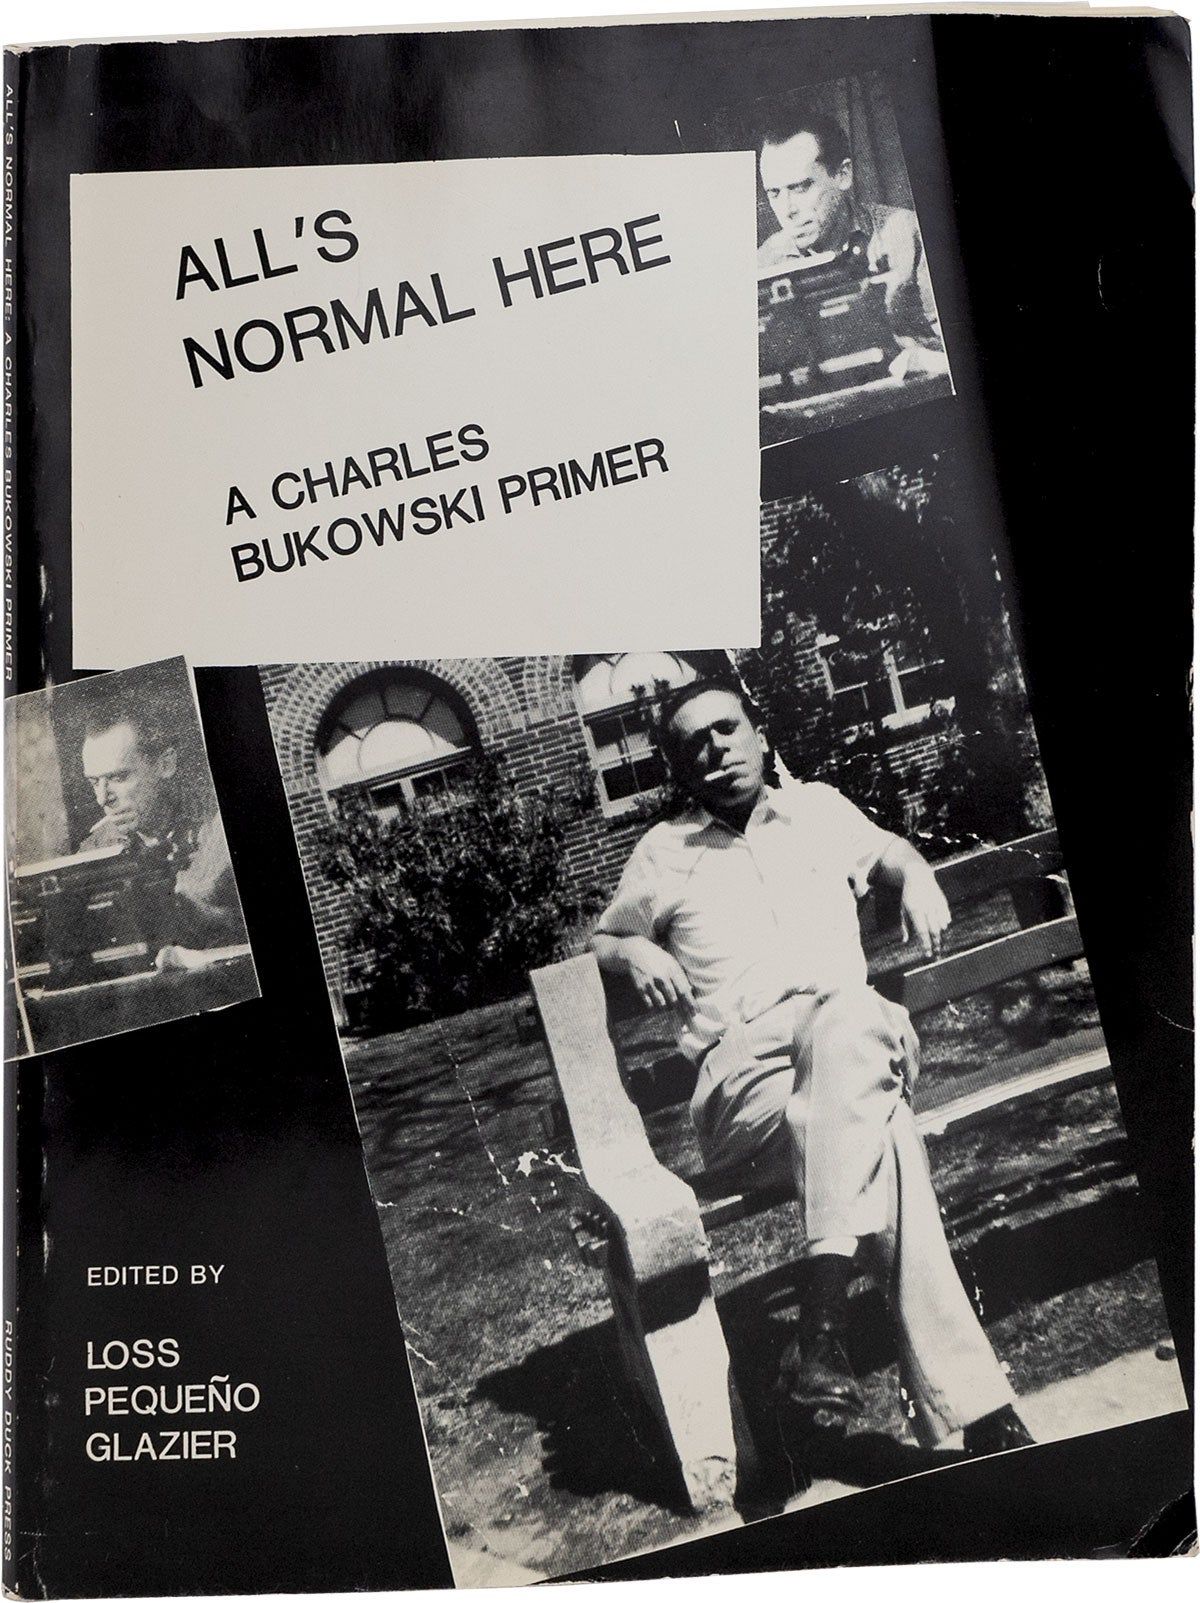 ALL'S
NORMAL HERE
A CHARLES
BUKOWSKI PRIMER
EDITED BY
LOSS
PEQUEÑO
GLAZIER
ALL'S NORMAL HERE: A CHARLES BUKOWSKI PRIMER
RUDDY DUCK PRESS